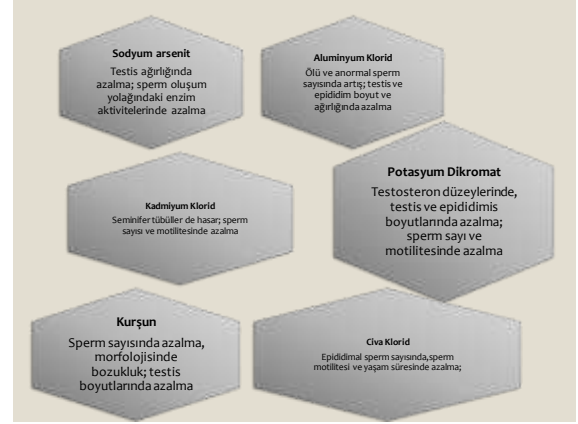 Sodyum arsenit
Testis ağırlığında
azalma; sperm oluşum
yolağındaki enzim
aktivitelerinde azalma
Aluminyum Klorid
Ölü ve anormal sperm
sayısında artış; testis ve
epididim boyut ve
ağırlığında azalma
Potasyum Dikromat
Testosteron düzeylerinde,
testis ve epididimis
boyutlarında azalma;
sperm sayı ve
motilitesinde azalma
Kadmiyum Klorid
Seminifer tübüller de hasar; sperm
sayısı ve motilitesinde azalma
Kurşun
Sperm sayısında azalma,
morfolojisinde
bozukluk; testis
boyutlarında azalma
Civa Klorid
Epididimal sperm sayısında,sperm
motilitesi ve yaşam süresinde azalma;